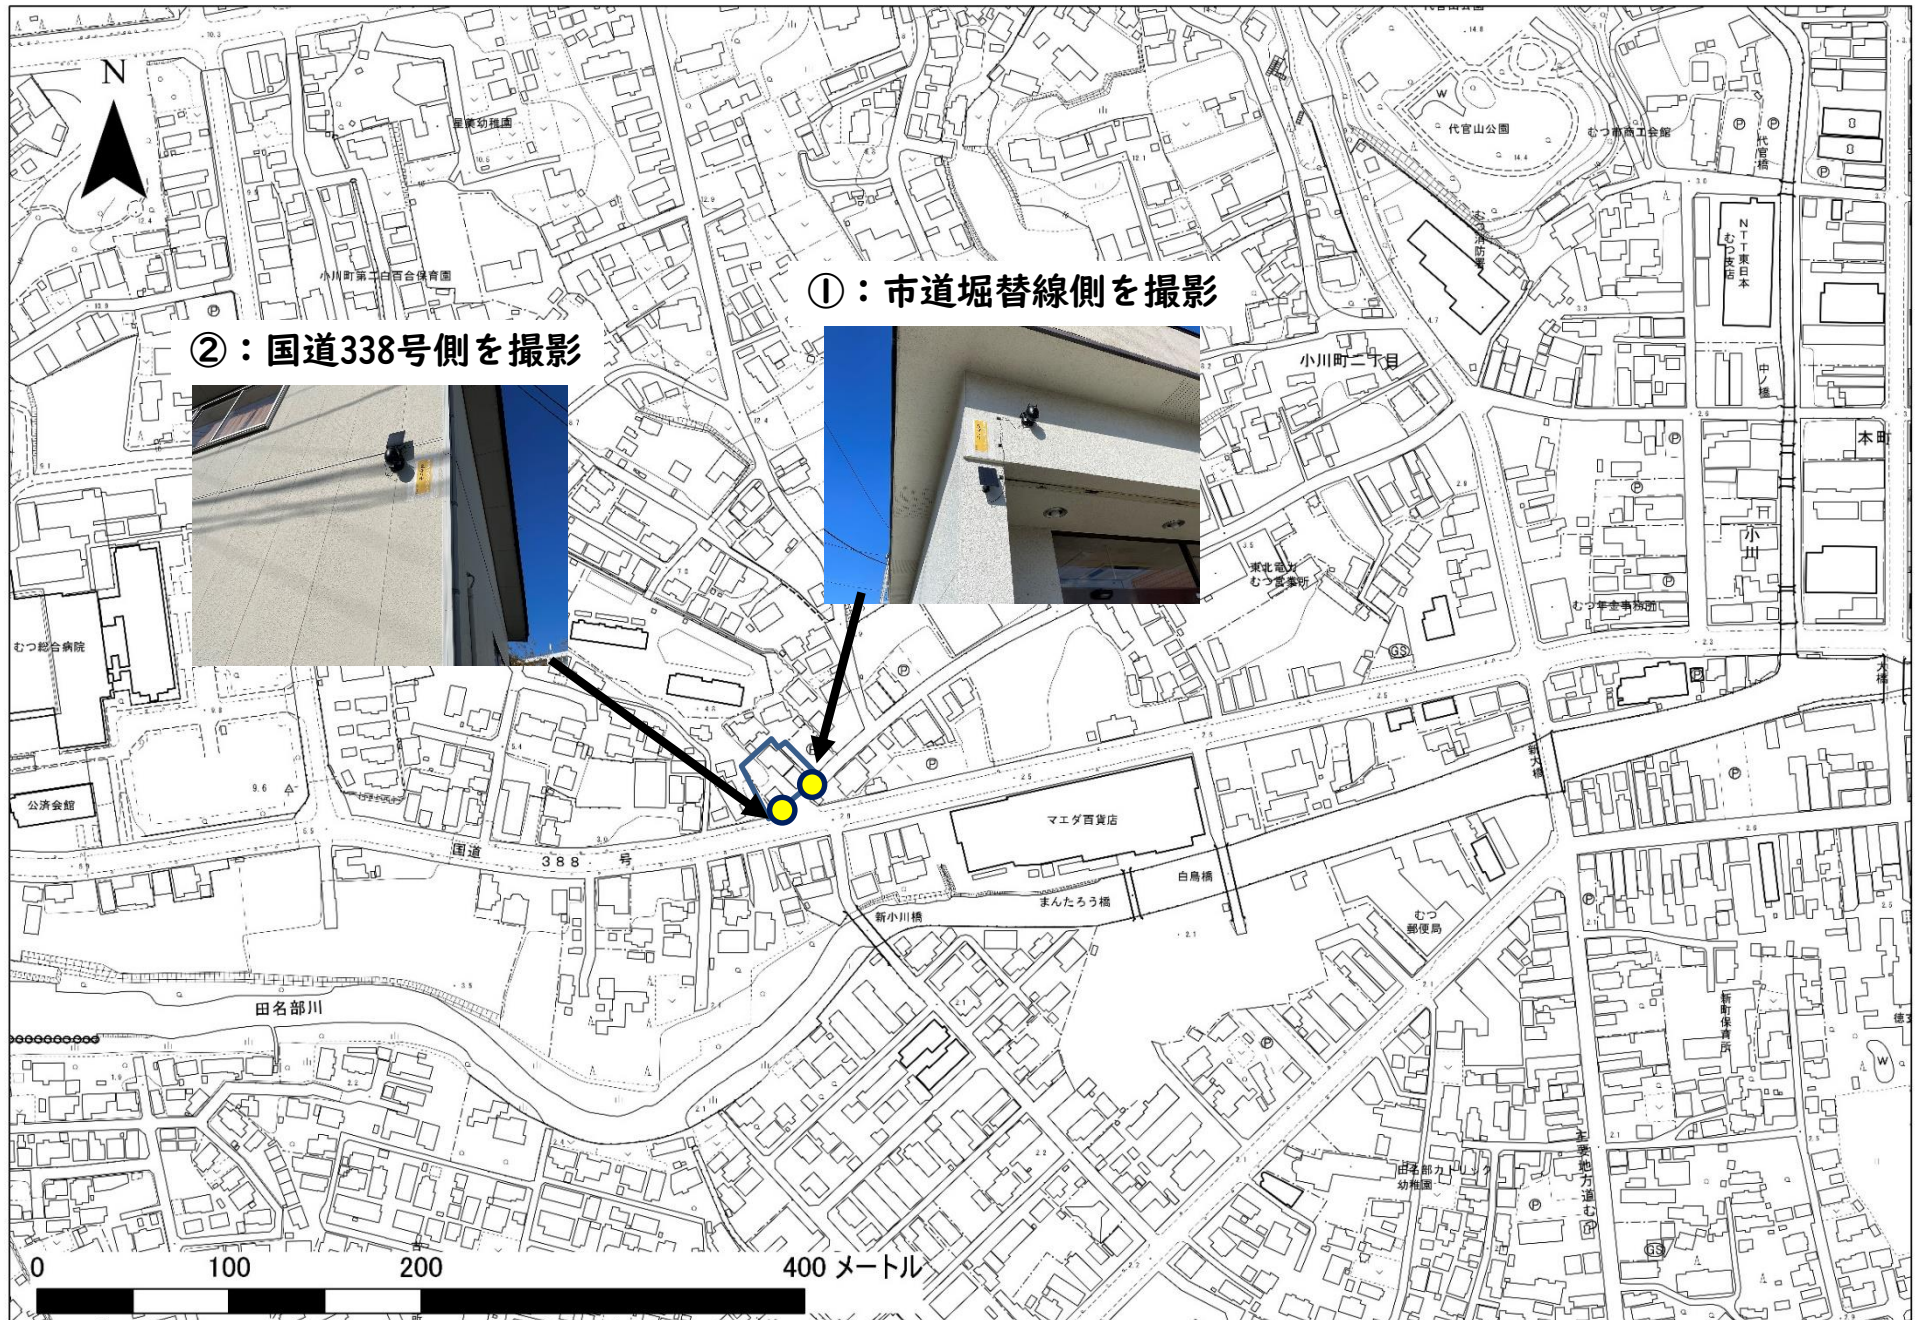 N
星美幼稚園
代官山公園
むつ市商工会館
代官橋
むつ消防署
NTT東日本
むつ支店
小川町第二白百合保育園
①：市道堀替線側を撮影
②：国道338号側を撮影
小川町二丁目
中ノ橋
本町
小川
東北電力
むつ営業所
むつ年金事務所
むつ総合病院
GS
大橋
新大橋
公済会館
マエダ百貨店
国道 388 号
白鳥橋
まんたろう橋
新小川橋
むつ
郵便局
田名部川
新町保育所
主要地方道むつ
田名部カトリック
幼稚園
GS
0 100 200 400 メートル